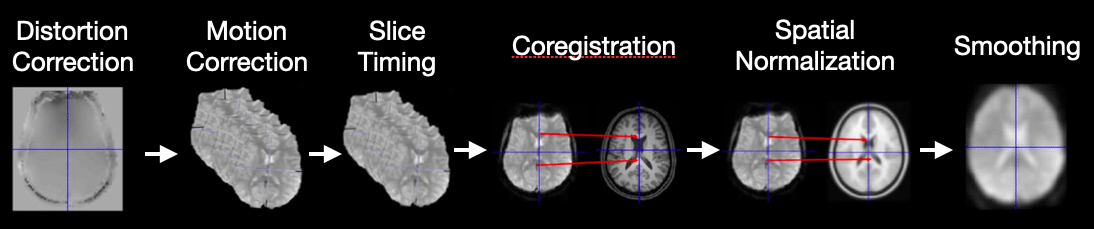 Distortion
Correction
Motion
Correction
Slice
Timing
Coregistration
Spatial
Normalization
Smoothing